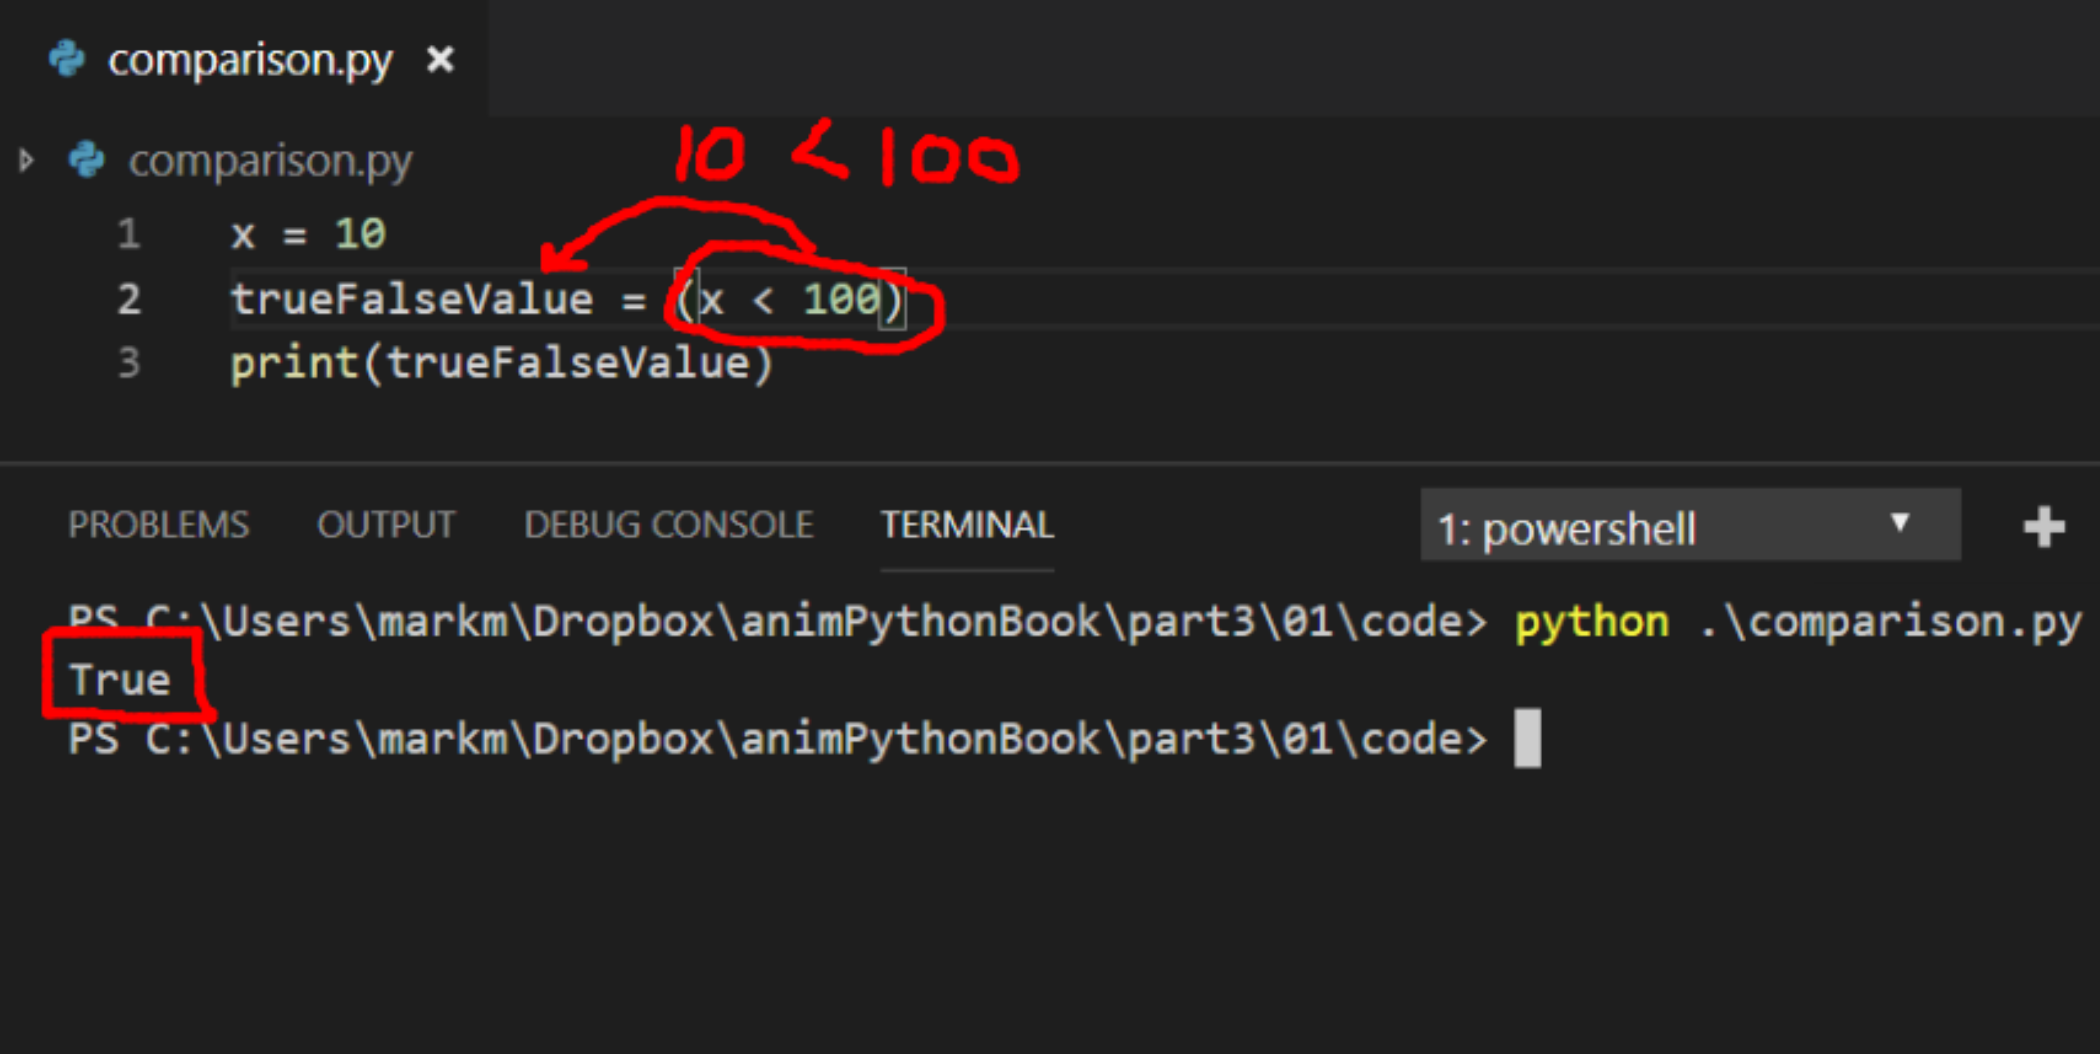 comparison.py ×
comparison.py
10 < 100
1 x = 10
2 trueFalseValue = (x < 100)
3 print(trueFalseValue)
PROBLEMS OUTPUT DEBUG CONSOLE TERMINAL 1: powershell
PS C:\Users\markm\Dropbox\animPythonBook\part3\01\code> python .\comparison.py
True
PS C:\Users\markm\Dropbox\animPythonBook\part3\01\code>